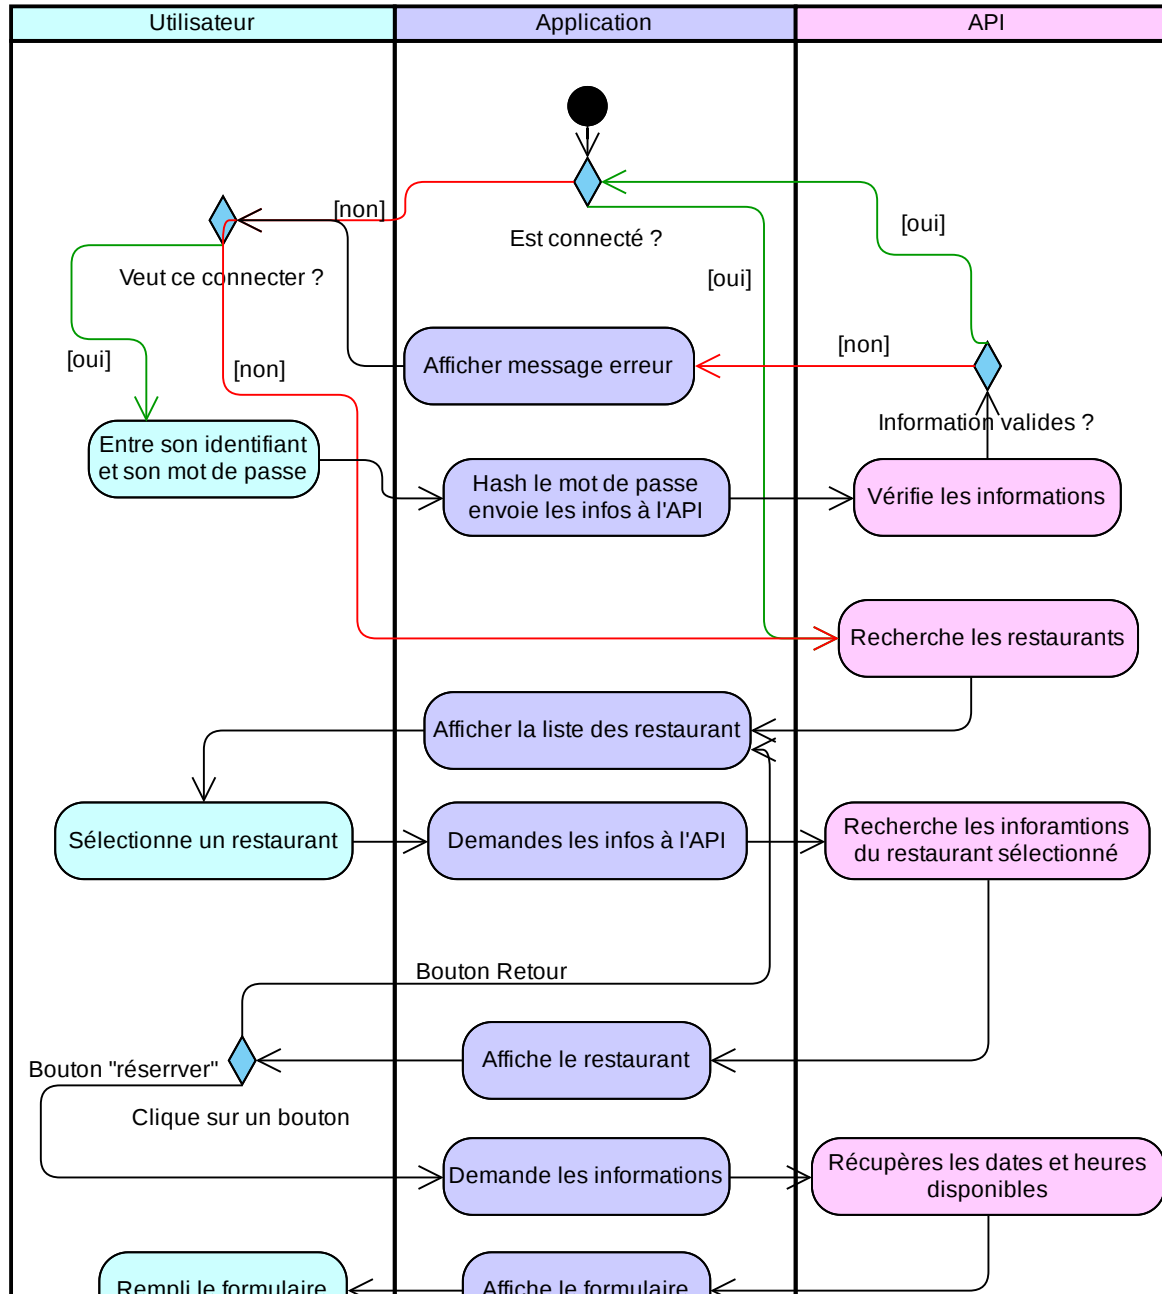 Utilisateur
Application
API
[non]
Est connecté ?
[oui]
Veut ce connecter ?
[oui]
[oui]
[non]
Afficher message erreur
[non]
Information valides ?
Entre son identifiant
et son mot de passe
Hash le mot de passe
envoie les infos à l'API
Vérifie les informations
Recherche les restaurants
Afficher la liste des restaurant
Sélectionne un restaurant
Demandes les infos à l'API
Recherche les inforamtions
du restaurant sélectionné
Bouton Retour
Affiche le restaurant
Bouton "réserrver"
Clique sur un bouton
Demande les informations
Récupères les dates et heures
disponibles
Rempli le formulaire
Affiche le formulaire